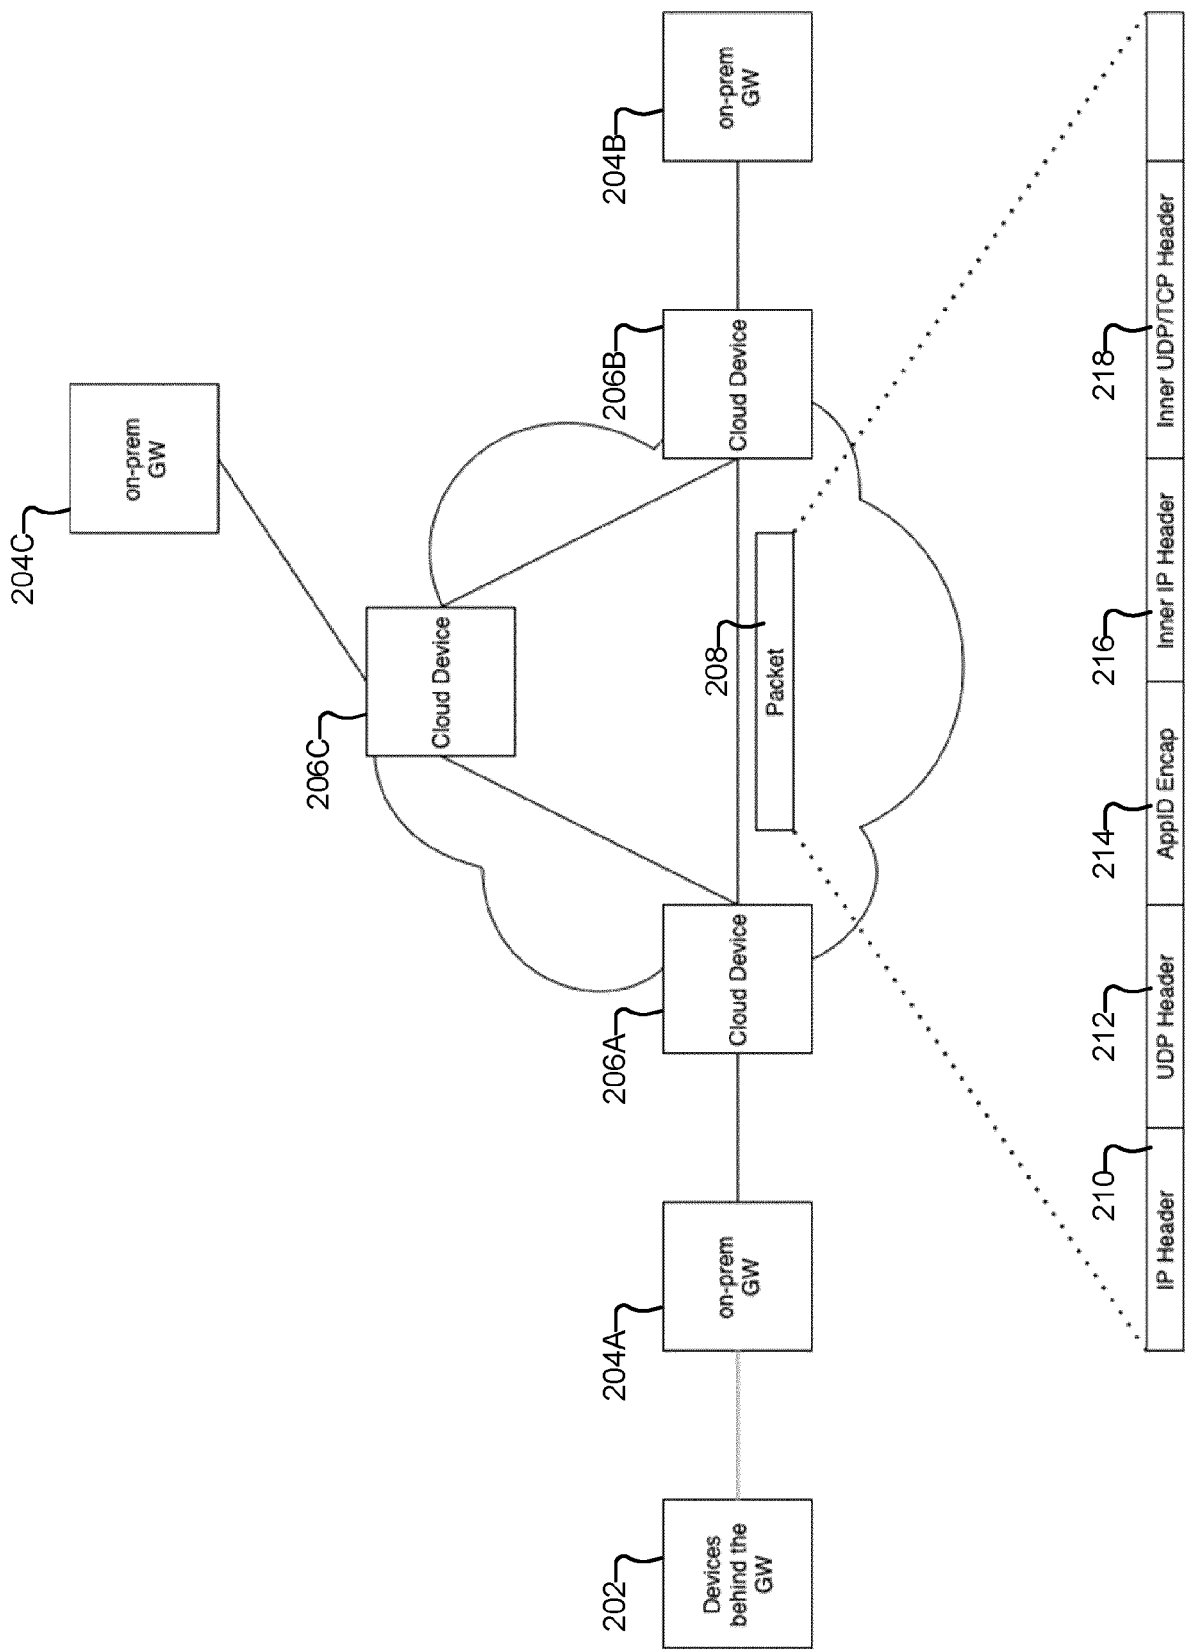 204C
on-prem
GW
206C
Cloud Device
202
Devices
behind the
GW
204A
on-prem
GW
206A
Cloud Device
208
Packet
206B
Cloud Device
204B
on-prem
GW
210
IP Header
212
UDP Header
214
AppID Encap
216
Inner IP Header
218
Inner UDP/TCP Header